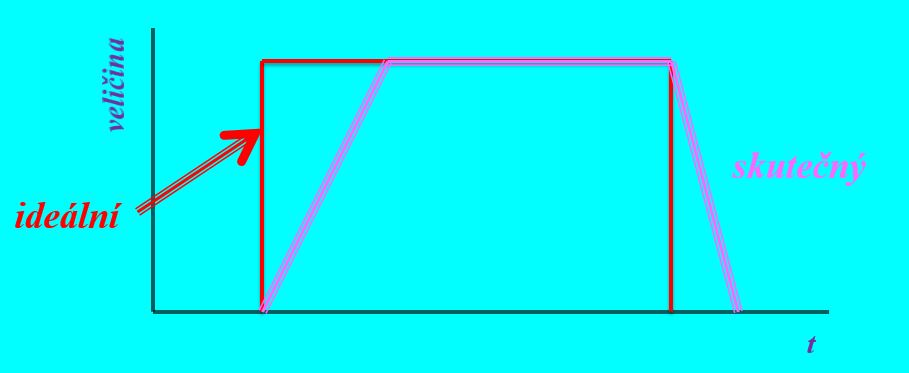 veličina
skutečný
ideální
t